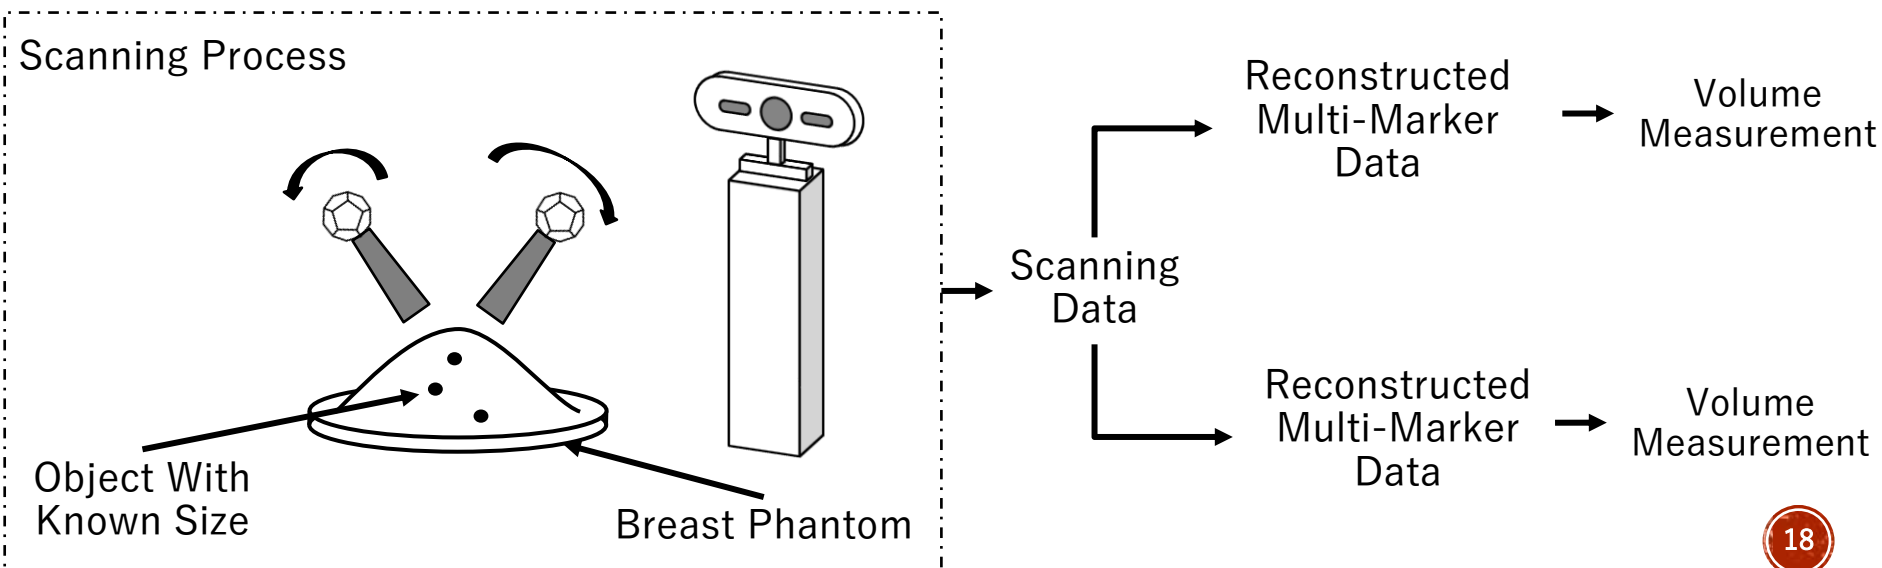 Scanning Process
Object With
Known Size
Breast Phantom
Scanning
Data
Reconstructed
Multi-Marker
Data
Volume
Measurement
Reconstructed
Multi-Marker
Data
Volume
Measurement
18